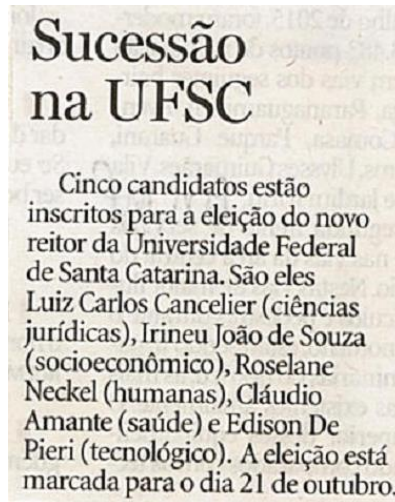 Sucessão
na UFSC
Cinco candidatos estão
inscritos para a eleição do novo
reitor da Universidade Federal
de Santa Catarina. São eles
Luiz Carlos Cancelier (ciências
jurídicas), Irineu João de Souza
(socioeconômico), Roselane
Neckel (humanas), Cláudio
Amante (saúde) e Edison De
Pieri (tecnológico). A eleição está
marcada para o dia 21 de outubro.